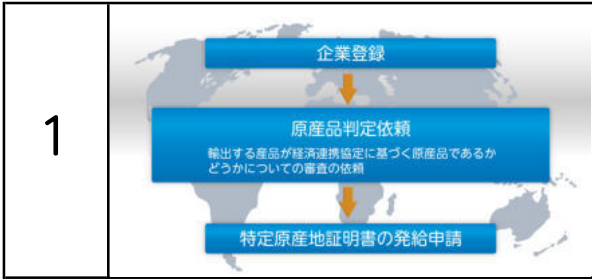 1
企業登録
原産品判定依頼
輸出する産品が経済連携協定に基づく原産品であるか
どうかについての審査の依頼
特定原産地証明書の発給申請